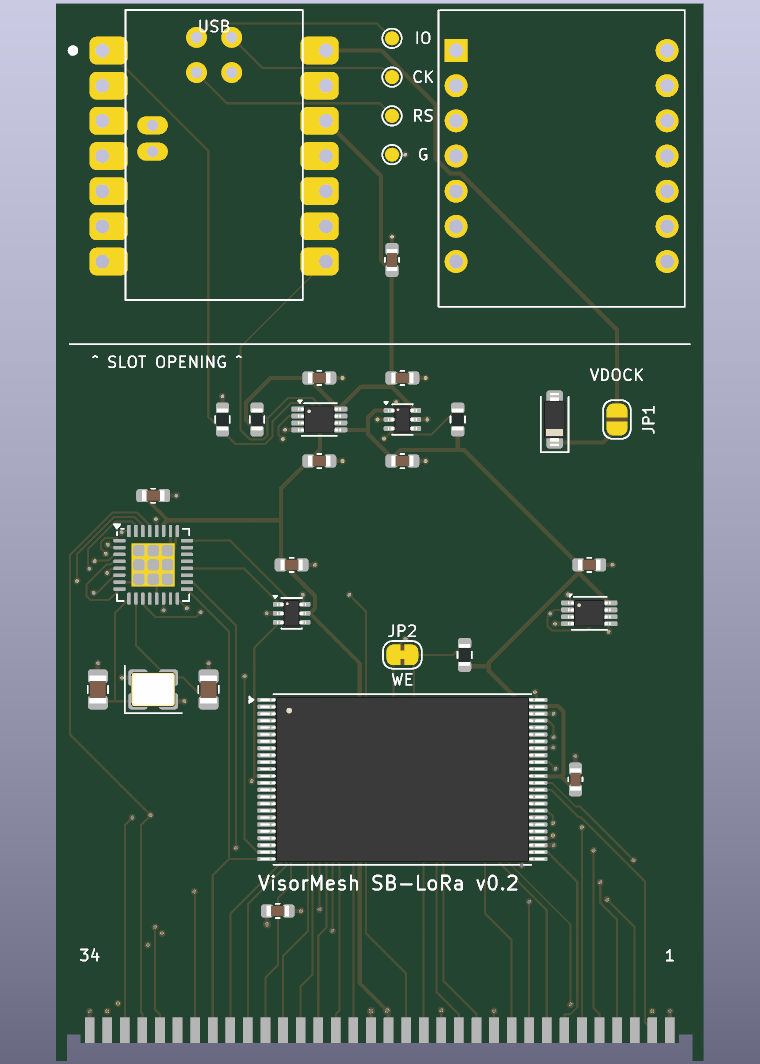 USB
IO
CK
RS
G
^ SLOT OPENING ^
VDOCK
JP1
JP2
WE
VisorMesh SB-LoRa v0.2
34
1